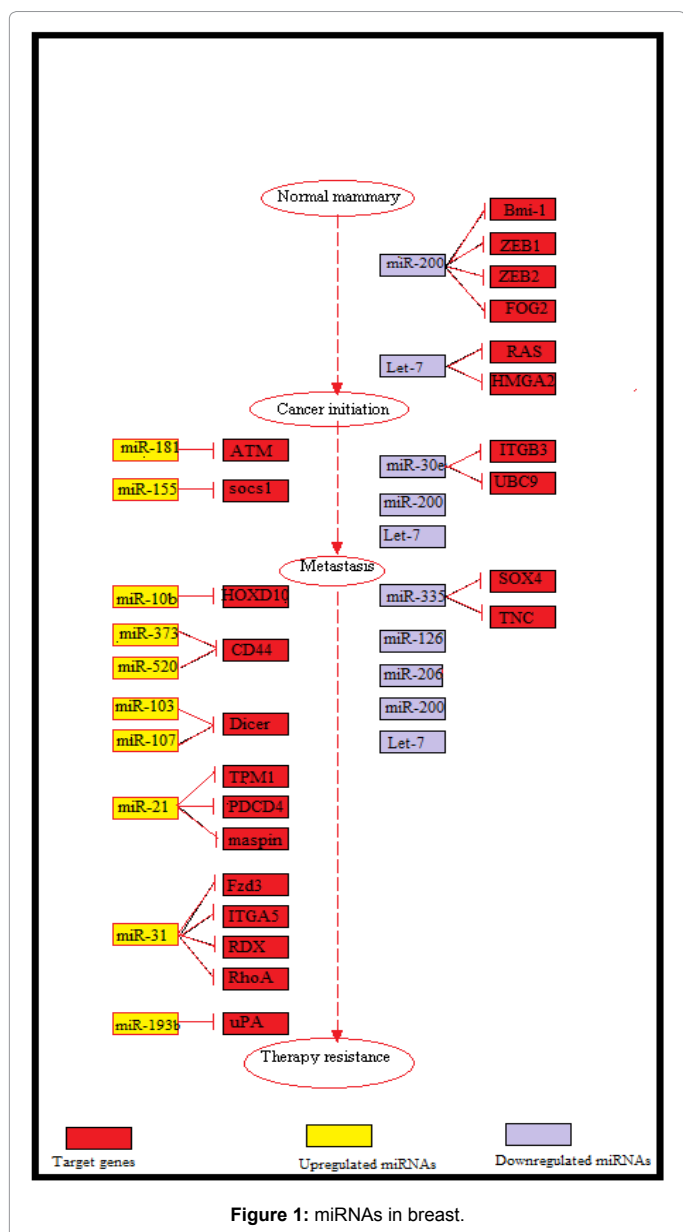 Normal mammary
Bmi-1
ZEB1
miR-200
ZEB2
FOG2
RAS
Let-7
HMGA2
Cancer initiation
miR-181
ATM
ITGB3
miR-30e
UBC9
miR-155
socs1
miR-200
Let-7
Metastasis
SOX4
miR-10b
HOXD10
miR-335
TNC
miR-373
CD44
miR-520
miR-126
miR-206
miR-103
Dicer
miR-107
miR-200
Let-7
TPM1
miR-21
PDCD4
maspin
Fzd3
ITGA5
miR-31
RDX
RhoA
miR-193b
uPA
Therapy resistance
Target genes
Upregulated miRNAs
Downregulated miRNAs
Figure 1: miRNAs in breast.